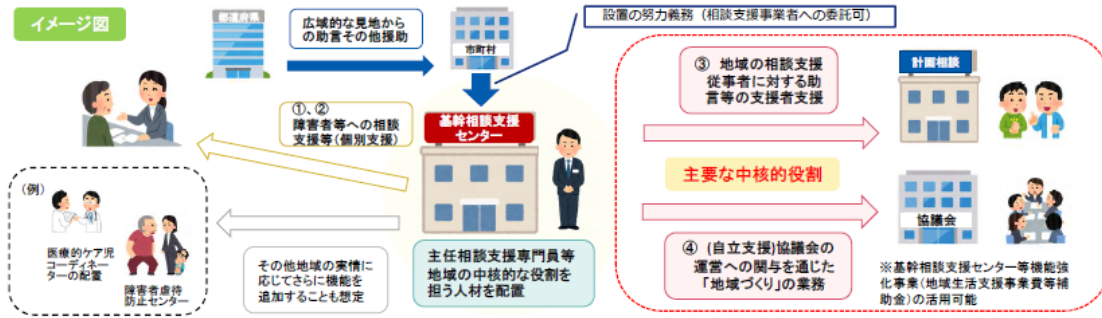 イメージ図
都道府県
広域的な見地から
の助言その他援助
市町村
設置の努力義務（相談支援事業者への委託可）
①、②
障害者等への相談
支援等（個別支援）
基幹相談支援
センター
主任相談支援専門員等
地域の中核的な役割を
担う人材を配置
（例）
医療的ケア児
コーディネー
ターの配置
障害者虐待
防止センター
その他地域の実情に
応じてさらに機能を
追加することも想定
③ 地域の相談支援
従事者に対する助
言等の支援者支援
計画相談
主要な中核的役割
協議会
④ （自立支援）協議会の
運営への関与を通じた
「地域づくり」の業務
※基幹相談支援センター等機能強
化事業（地域生活支援事業費等補
助金）の活用可能